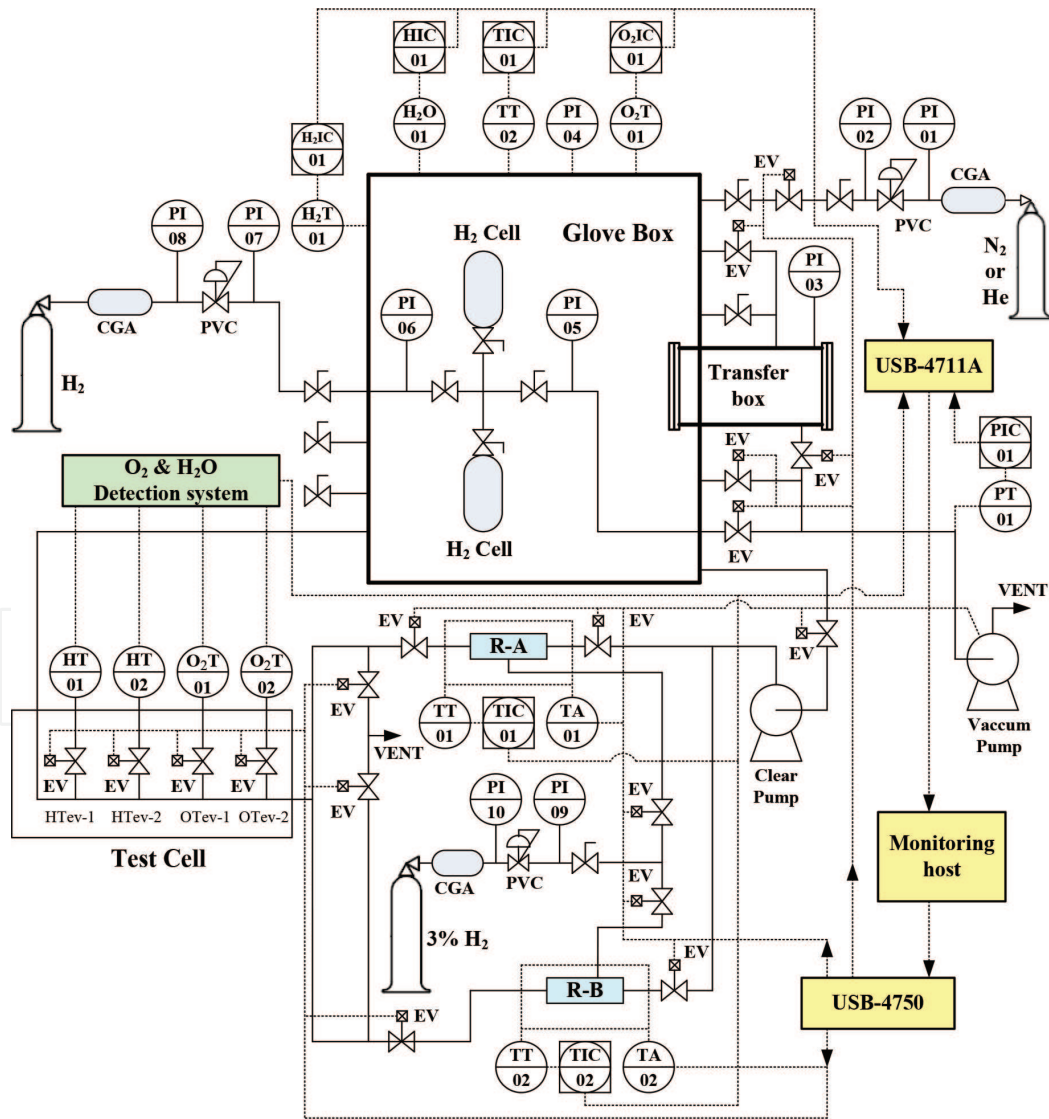 HIC
01
TIC
01
O₂IC
01
H₂O
01
TT
02
PI
04
O₂T
01
H₂IC
01
H₂T
01
PI
02
PI
01
EV
CGA
PVC
N₂
or
He
PI
08
PI
07
CGA
PVC
H₂
Glove Box
H₂ Cell
PI
06
PI
05
H₂ Cell
EV
PI
03
Transfer
box
EV
EV
EV
USB-4711A
PIC
01
PT
01
O₂ & H₂O
Detection system
VENT
Vaccum
Pump
HT
01
HT
02
O₂T
01
O₂T
02
EV
EV
EV
EV
HTev-1
HTev-2
OTev-1
OTev-2
Test Cell
EV
R-A
EV
EV
EV
TT
01
TIC
01
TA
01
VENT
EV
Clear
Pump
PI
10
PI
09
EV
CGA
PVC
EV
3% H₂
Monitoring
host
EV
R-B
EV
USB-4750
TT
02
TIC
02
TA
02